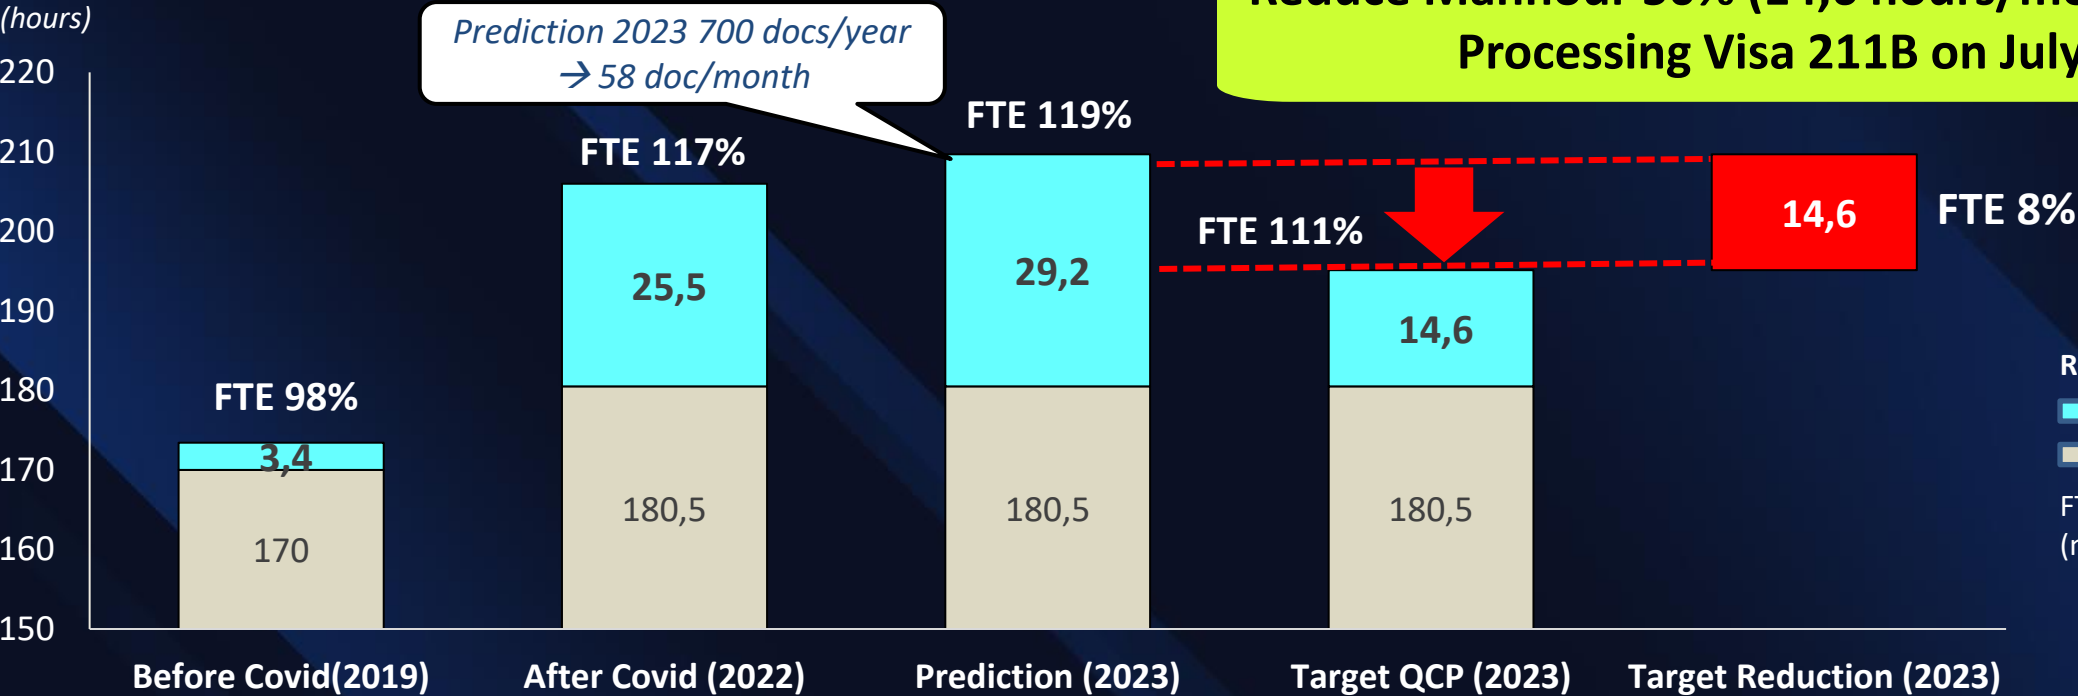 (hours)
Prediction 2023 700 docs/year
→ 58 doc/month
Processing Visa 211B on July
220
210
200
190
180
170
160
150
FTE 98%
3,4
170
FTE 117%
25,5
180,5
FTE 119%
29,2
180,5
FTE 111%
14,6
180,5
14,6
FTE 8%
Before Covid(2019)
After Covid (2022)
Prediction (2023)
Target QCP (2023)
Target Reduction (2023)